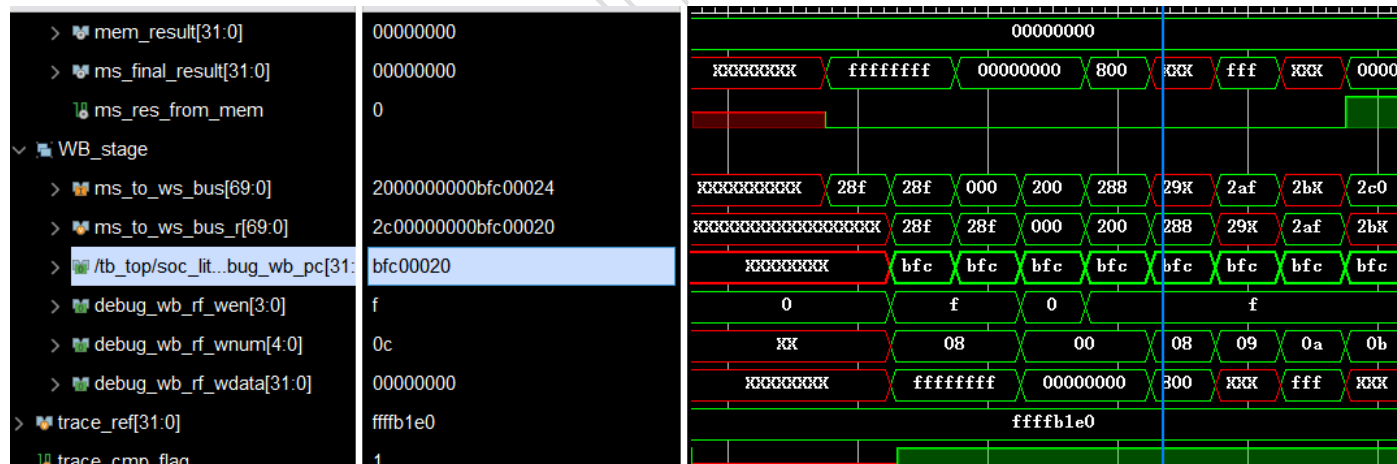 mem_result[31:0] 00000000 00000000
ms_final_result[31:0] 00000000 XXXXXXXX ffffffff 00000000 800 XXX fff XXX 0000
ms_res_from_mem 0
WB_stage
ms_to_ws_bus[69:0] 2000000000bfc00024 XXXXXXXXXX 28f 28f 000 200 288 29X 2af 2bX 2c0
ms_to_ws_bus_r[69:0] 2c00000000bfc00020 XXXXXXXXXXXXXXXXXX 28f 28f 000 200 288 29X 2af 2bX
/tb_top/soc_lit...bug_wb_pc[31: bfc00020 XXXXXXXX bfc bfc bfc bfc bfc bfc bfc bfc
debug_wb_rf_wen[3:0] f 0 f 0 f
debug_wb_rf_wnum[4:0] 0c XX 08 00 08 09 0a 0b
debug_wb_rf_wdata[31:0] 00000000 XXXXXXXX ffffffff 00000000 800 XXX fff XXX
trace_ref[31:0] ffffb1e0 ffffb1e0
trace_cmp_flag 1